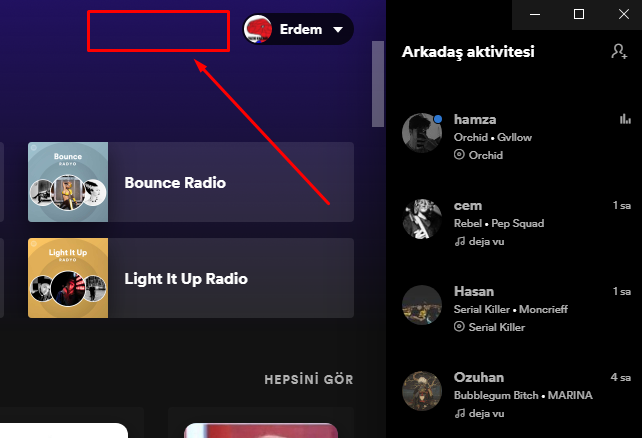 Erdem
Arkadaş aktivitesi
Bounce
RADYO
Bounce Radio
Light It Up
RADYO
Light It Up Radio
HEPSİNİ GÖR
hamza
Orchid • Gvllow
Orchid
cem
1 sa
Rebel • Pep Squad
deja vu
Hasan
1 sa
Serial Killer • Moncrieff
Serial Killer
Ozuhan
4 sa
Bubblegum Bitch • MARINA
deja vu